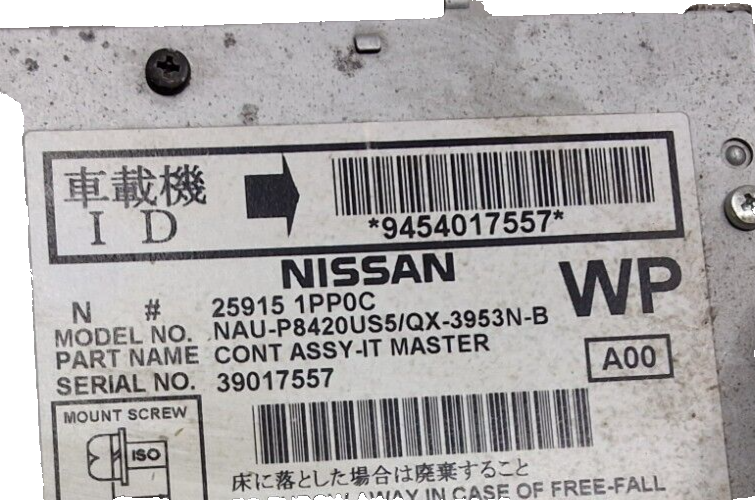 車載機 *9454017557*
I D
NISSAN WP
N # 25915 1PP0C
MODEL NO. NAU-P8420US5/QX-3953N-B
PART NAME CONT ASSY-IT MASTER A00
SERIAL NO. 39017557
MOUNT SCREW
ISO
床に落とした場合は廃棄すること
AWAY IN CASE OF FREE-FALL